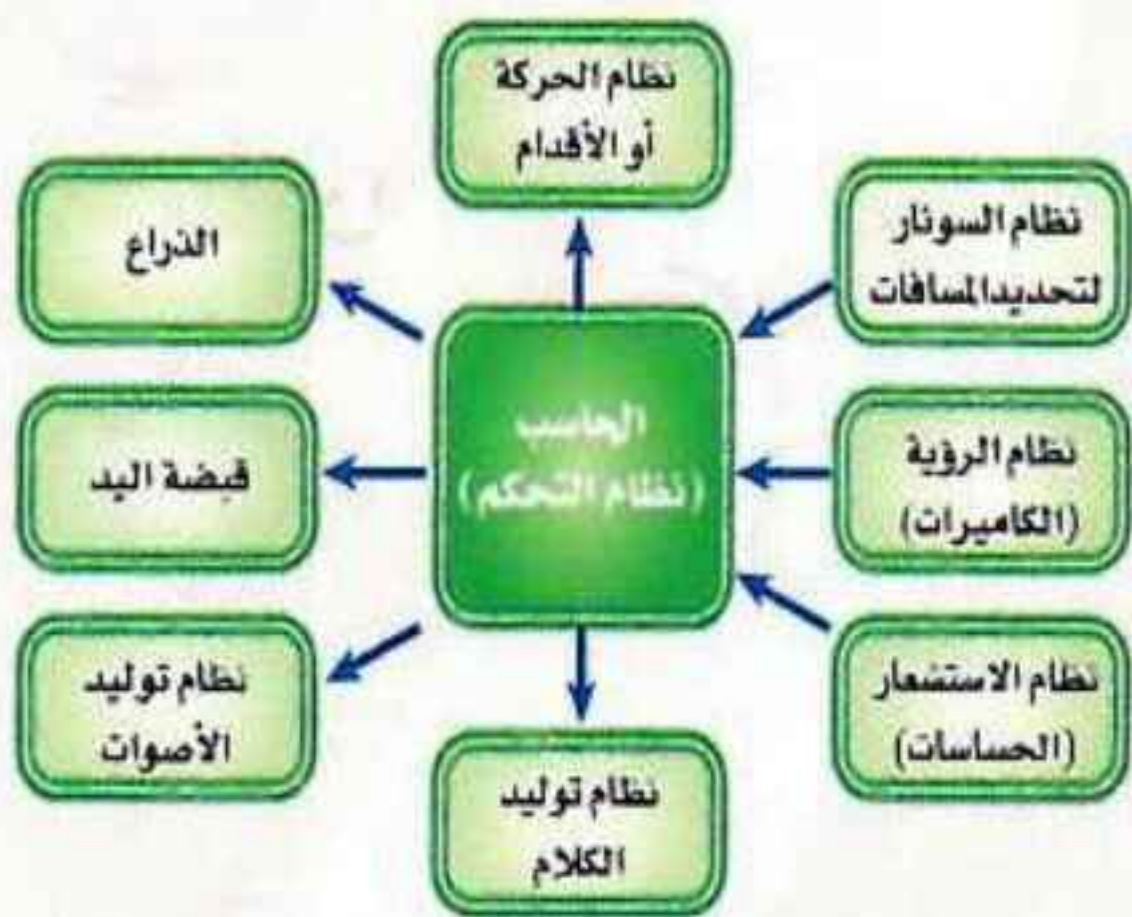 نظام الحركة
أو الأقدام
نظام السونار
لتحديد المسافات
الذراع
الحاسب
(نظام التحكم)
نظام الرؤية
(الكاميرات)
قبضة اليد
نظام الاستشعار
(الحساسات)
نظام توليد
الأصوات
نظام توليد
الكلام